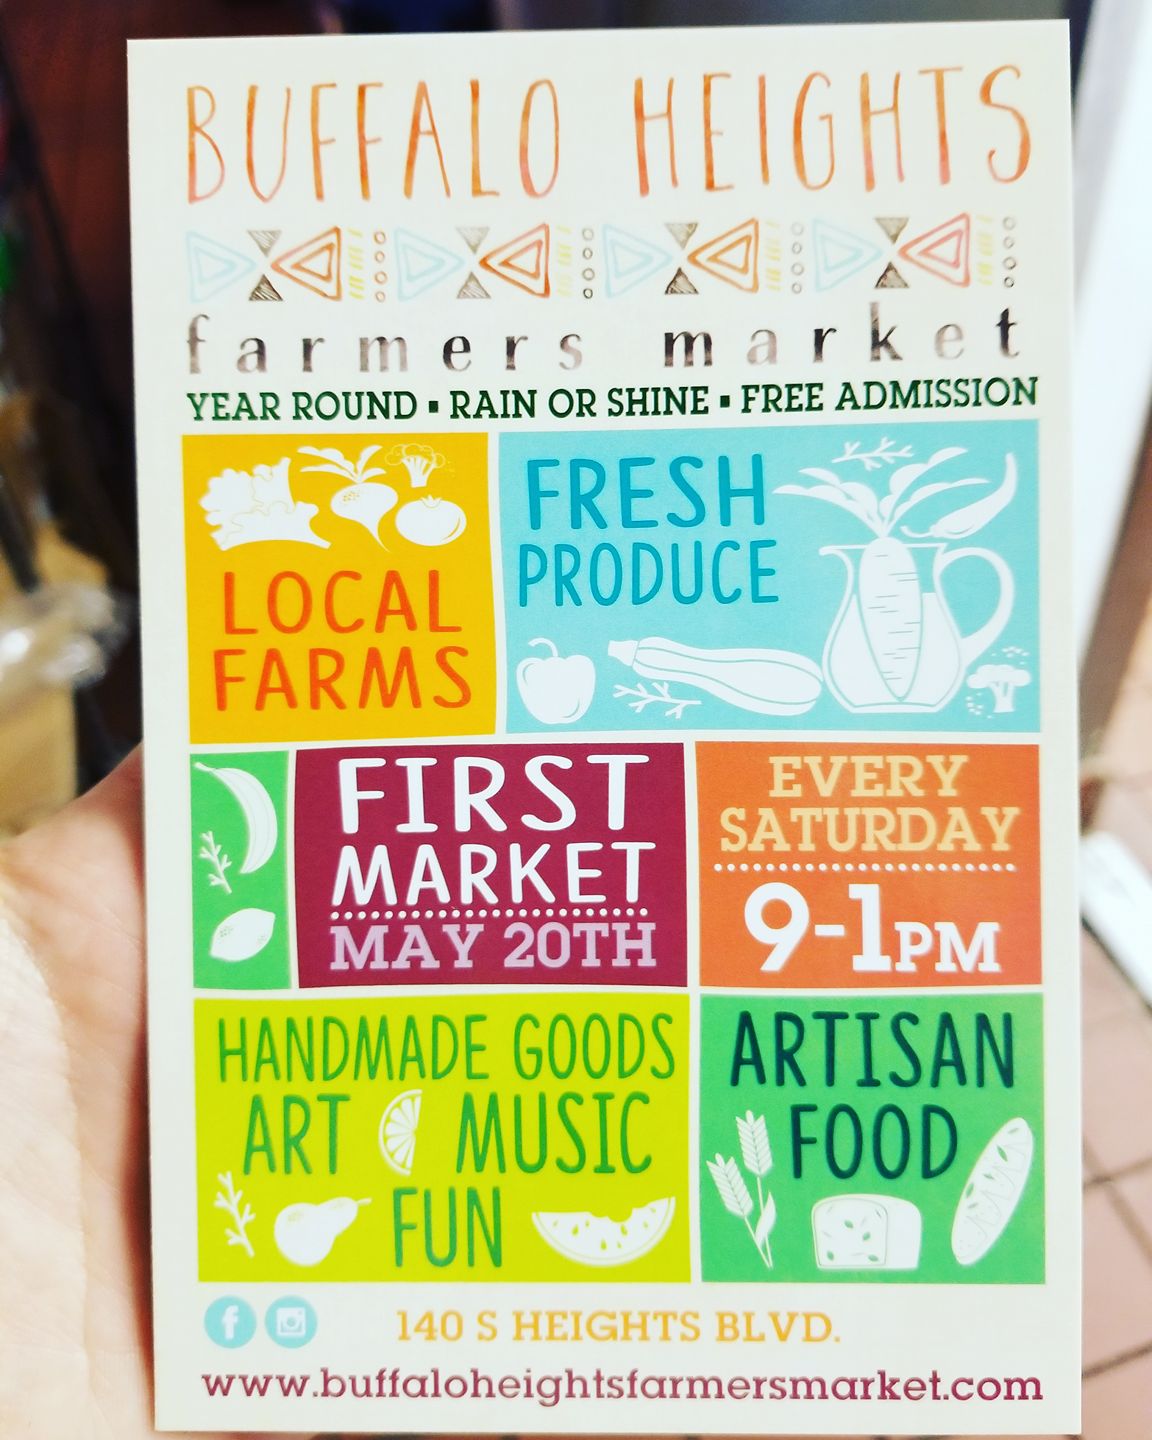 BUFFALO HEIGHTS
farmers market
YEAR ROUND ▪ RAIN OR SHINE ▪ FREE ADMISSION
LOCAL
FARMS
FRESH
PRODUCE
FIRST
MARKET
MAY 20TH
EVERY
SATURDAY
9-1PM
HANDMADE GOODS
ART MUSIC
FUN
ARTISAN
FOOD
140 S HEIGHTS BLVD.
www.buffaloheightsfarmersmarket.com